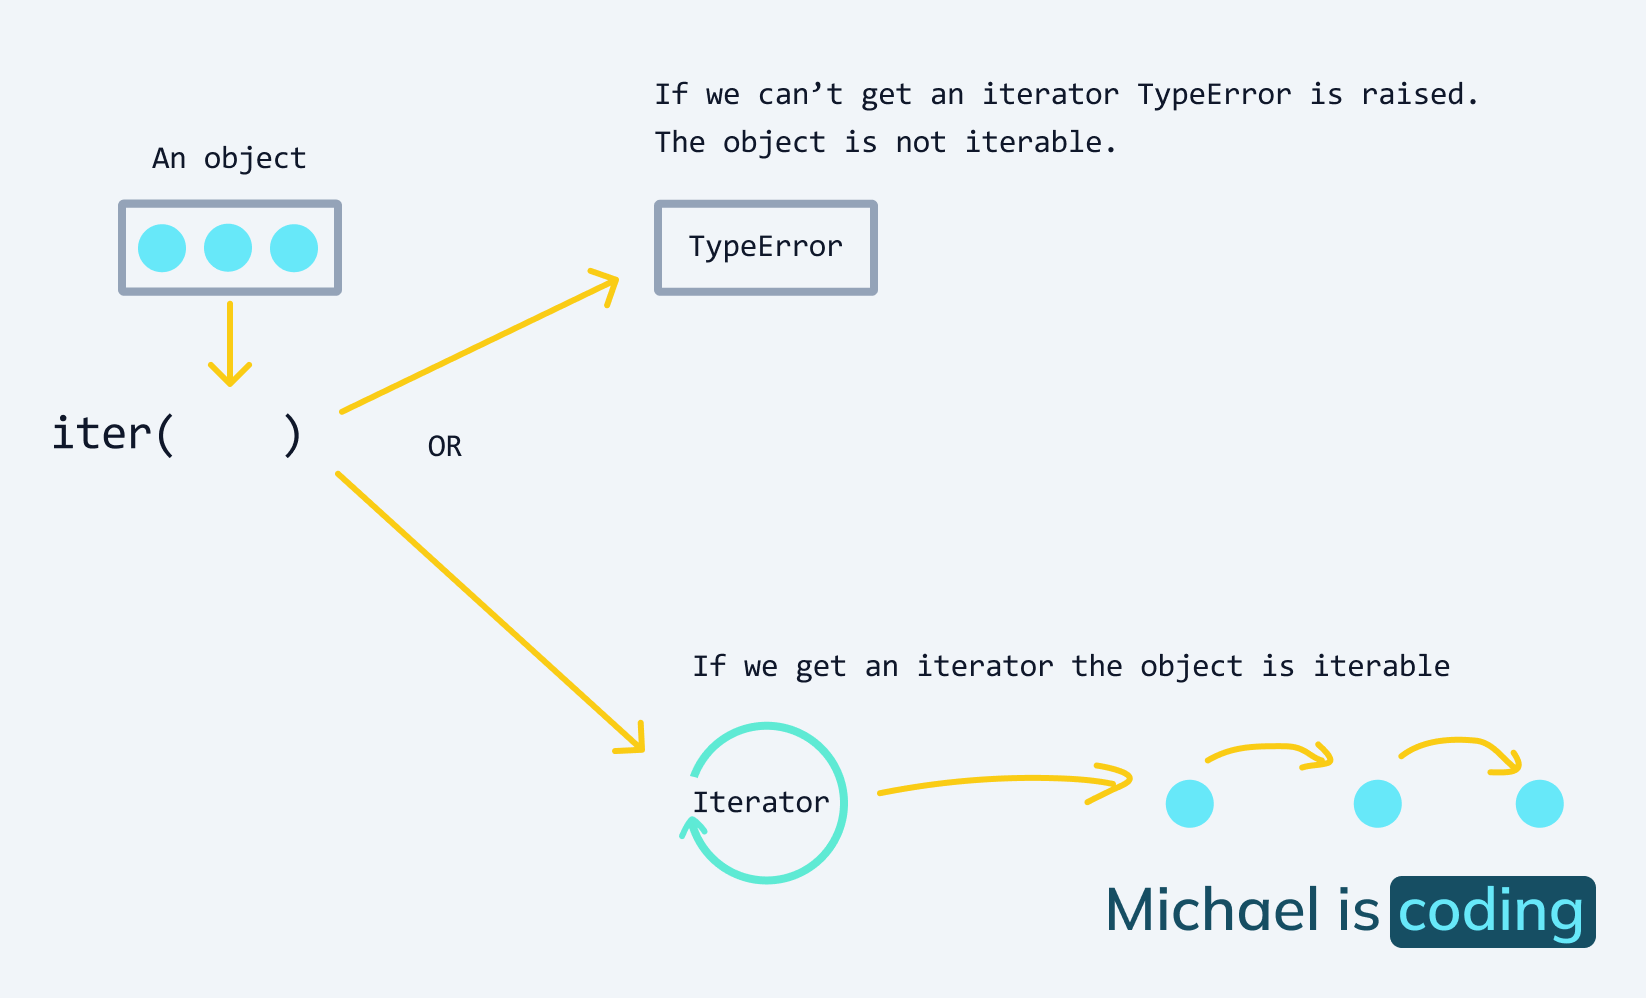 If we can’t get an iterator TypeError is raised.
The object is not iterable.
An object
TypeError
iter( )
OR
If we get an iterator the object is iterable
Iterator
Michael is coding